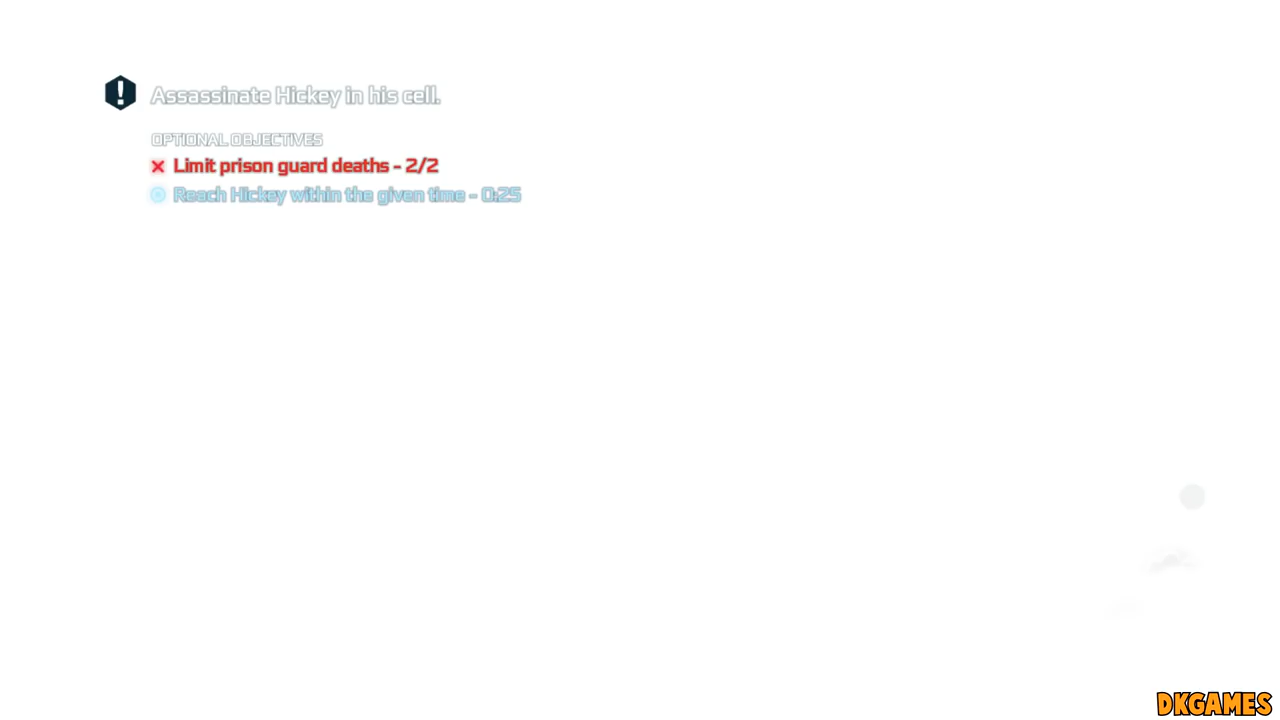 Assassinate Hickey in his cell.
OPTIONAL OBJECTIVES
Limit prison guard deaths - 2/2
Reach Hickey within the given time - 0:25
DKGAMES